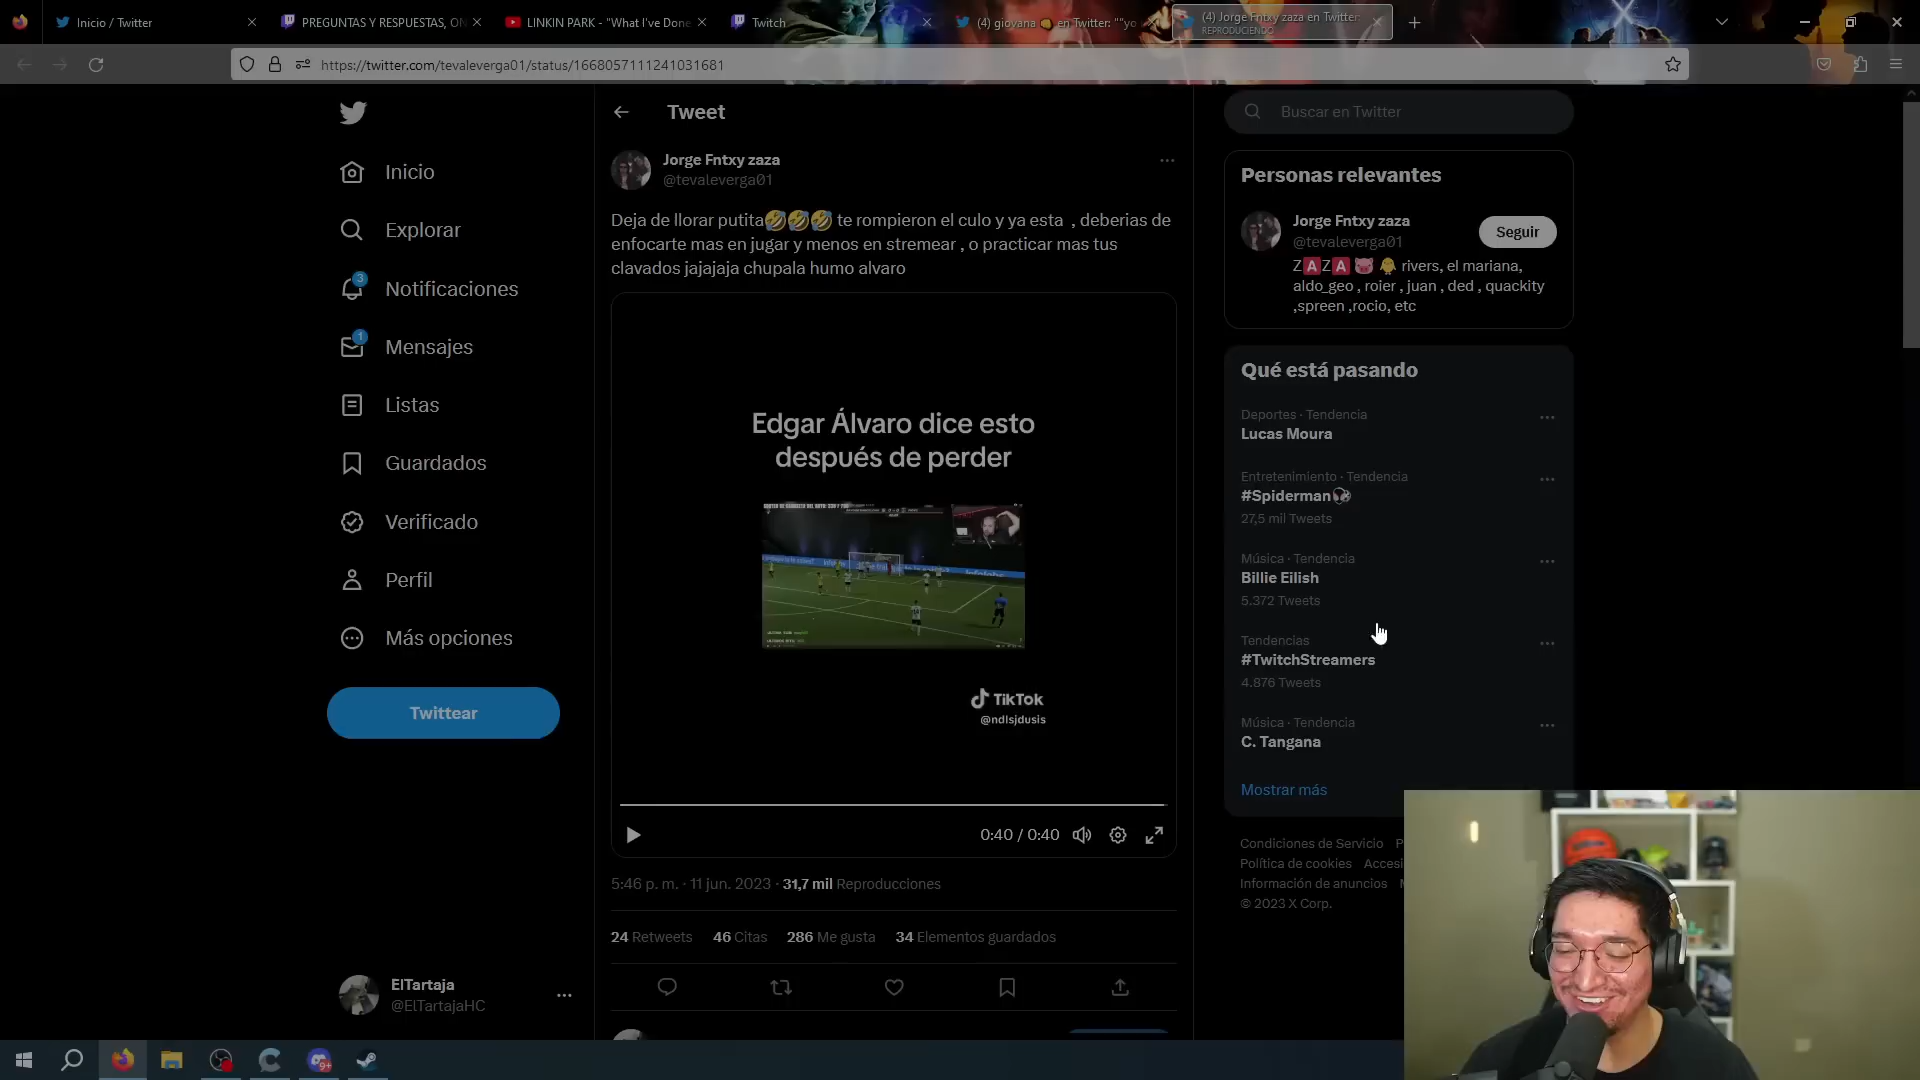 Inicio / Twitter
PREGUNTAS Y RESPUESTAS, ON
LINKIN PARK - "What I've Done
Twitch
(4) giovana en Twitter: ""yo
(4) Jorge Fntxy zaza en Twitter:
REPRODUCIENDO
https://twitter.com/tevaleverga01/status/1668057111241031681
Inicio
Explorar
3
Notificaciones
1
Mensajes
Listas
Guardados
Verificado
Perfil
Más opciones
Twittear
ElTartaja
@ElTartajaHC
Tweet
Jorge Fntxy zaza
@tevaleverga01
Deja de llorar putita🤣🤣🤣 te rompieron el culo y ya esta , deberias de
enfocarte mas en jugar y menos en stremear , o practicar mas tus
clavados jajajaja chupala humo alvaro
Edgar Álvaro dice esto
después de perder
TikTok
@ndlsjdusis
0:40 / 0:40
5:46 p. m. · 11 jun. 2023 · 31,7 mil Reproducciones
24 Retweets 46 Citas 286 Me gusta 34 Elementos guardados
Buscar en Twitter
Personas relevantes
Jorge Fntxy zaza
@tevaleverga01
Seguir
Z🅰️Z🅰️ 🐷 🐥 rivers, el mariana,
aldo_geo , roier , juan , ded , quackity
,spreen ,rocio, etc
Qué está pasando
Deportes · Tendencia
Lucas Moura
Entretenimiento · Tendencia
#Spiderman
27,5 mil Tweets
Música · Tendencia
Billie Eilish
5.372 Tweets
Tendencias
#TwitchStreamers
4.876 Tweets
Música · Tendencia
C. Tangana
Mostrar más
Condiciones de Servicio P
Política de cookies Accesi
Información de anuncios
© 2023 X Corp.
9+